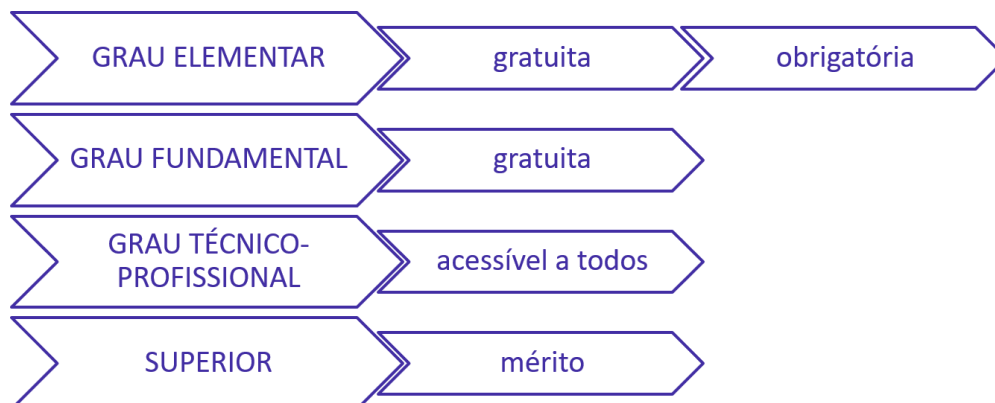 GRAU ELEMENTAR
gratuita
obrigatória
GRAU FUNDAMENTAL
gratuita
GRAU TÉCNICO-
PROFISSIONAL
acessível a todos
SUPERIOR
mérito